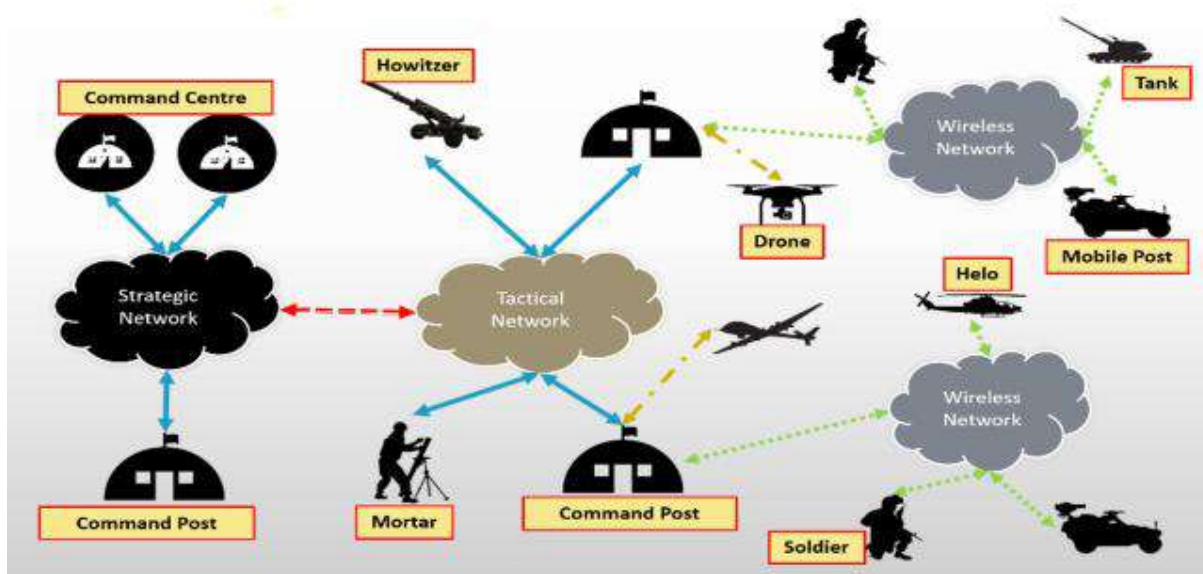 Howitzer
Command Centre
Tank
Wireless
Network
Drone
Mobile Post
Helo
Strategic
Network
Tactical
Network
Wireless
Network
Command Post
Mortar
Command Post
Soldier